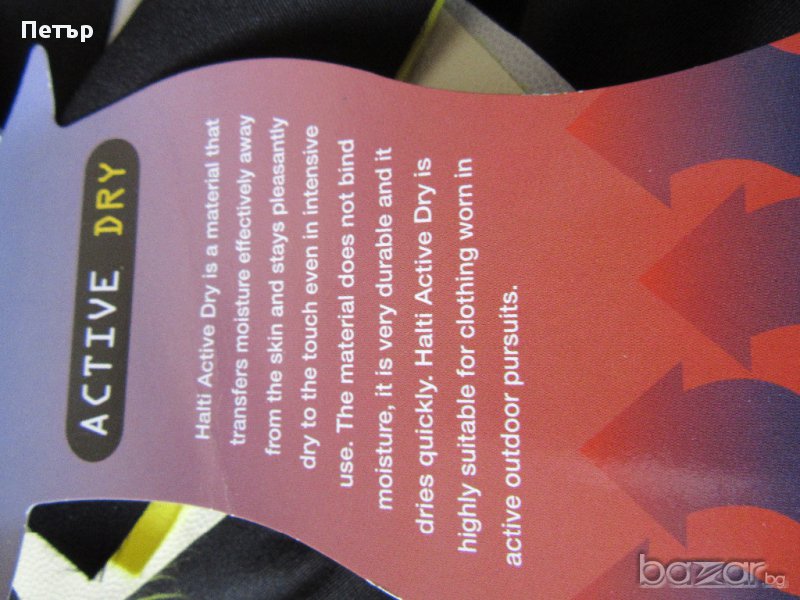 Петър
ACTIVE DRY
Halti Active Dry is a material that
transfers moisture effectively away
from the skin and stays pleasantly
dry to the touch even in intensive
use. The material does not bind
moisture, it is very durable and it
dries quickly. Halti Active Dry is
highly suitable for clothing worn in
active outdoor pursuits.
bazar.bg